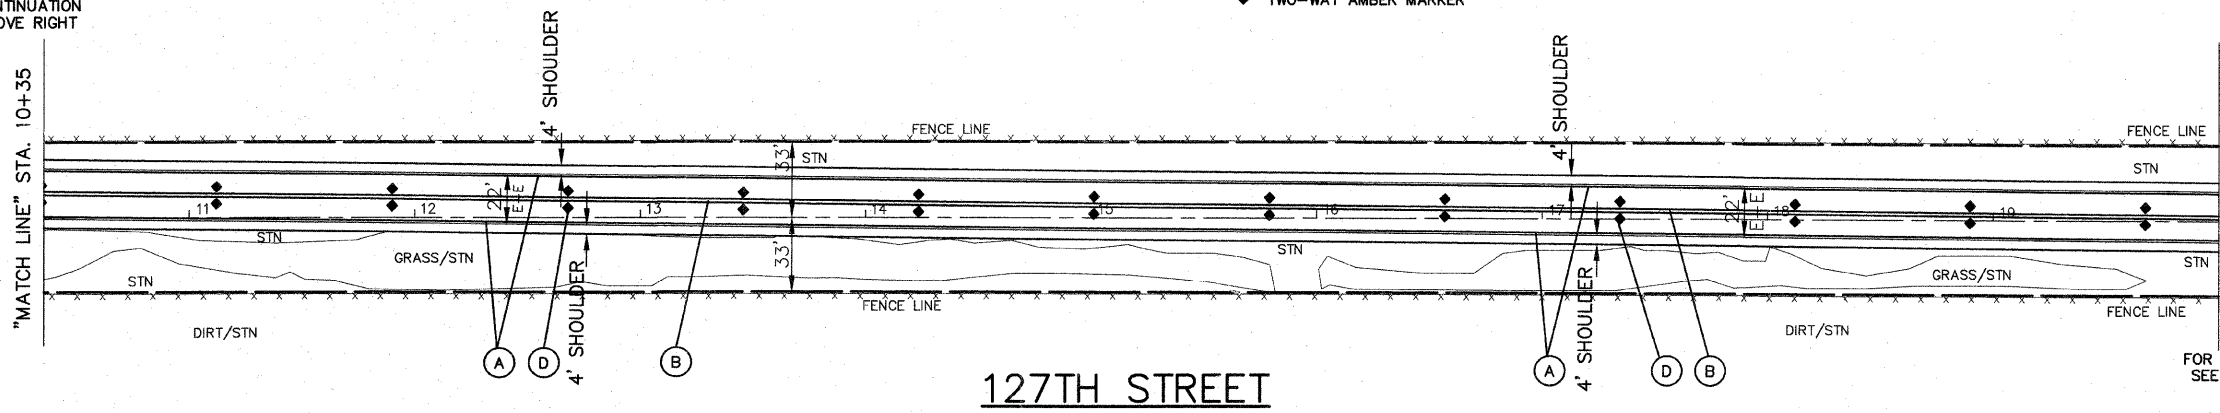 NTINUATION
OVE RIGHT
TWO-WAY AMBER MARKER
"MATCH LINE" STA. 10+35
4' SHOULDER
4' SHOULDER
FENCE LINE
FENCE LINE
33'
STN
STN
22'
E-E
22'
E-E
11
12
13
14
15
16
17
18
19
STN
GRASS/STN
33'
STN
STN
STN
GRASS/STN
FENCE LINE
FENCE LINE
DIRT/STN
DIRT/STN
4' SHOULDER
4' SHOULDER
A
D
B
A
D
B
127TH STREET
FOR
SEE